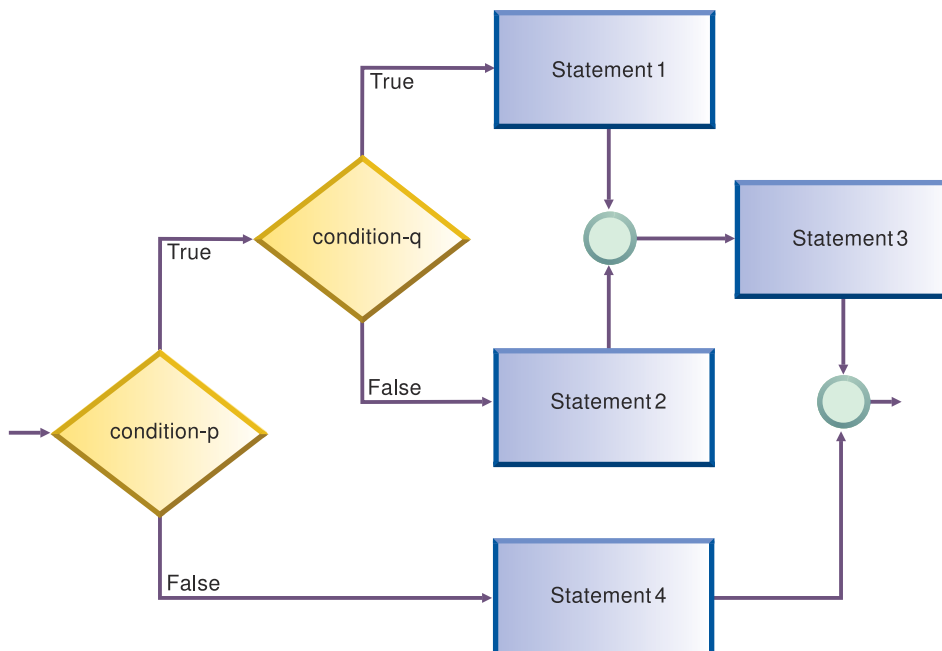 Statement 1
True
condition-q
Statement 3
True
False
Statement 2
condition-p
False
Statement 4